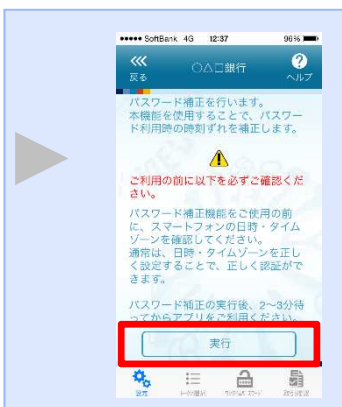 ●●●●● SoftBank 4G 12:37 96%
戻る
○△□銀行
?
ヘルプ
パスワード補正を行います。
本機能を使用することで、パスワー
ド利用時の時刻ずれを補正します。
ご利用の前に以下を必ずご確認くだ
さい。
パスワード補正機能をご使用の前
に、スマートフォンの日時・タイム
ゾーンを確認してください。
通常は、日時・タイムゾーンを正し
く設定することで、正しく認証がで
きます。
パスワード補正の実行後、2～3分待
ってからアプリをご利用ください。
実行
設定